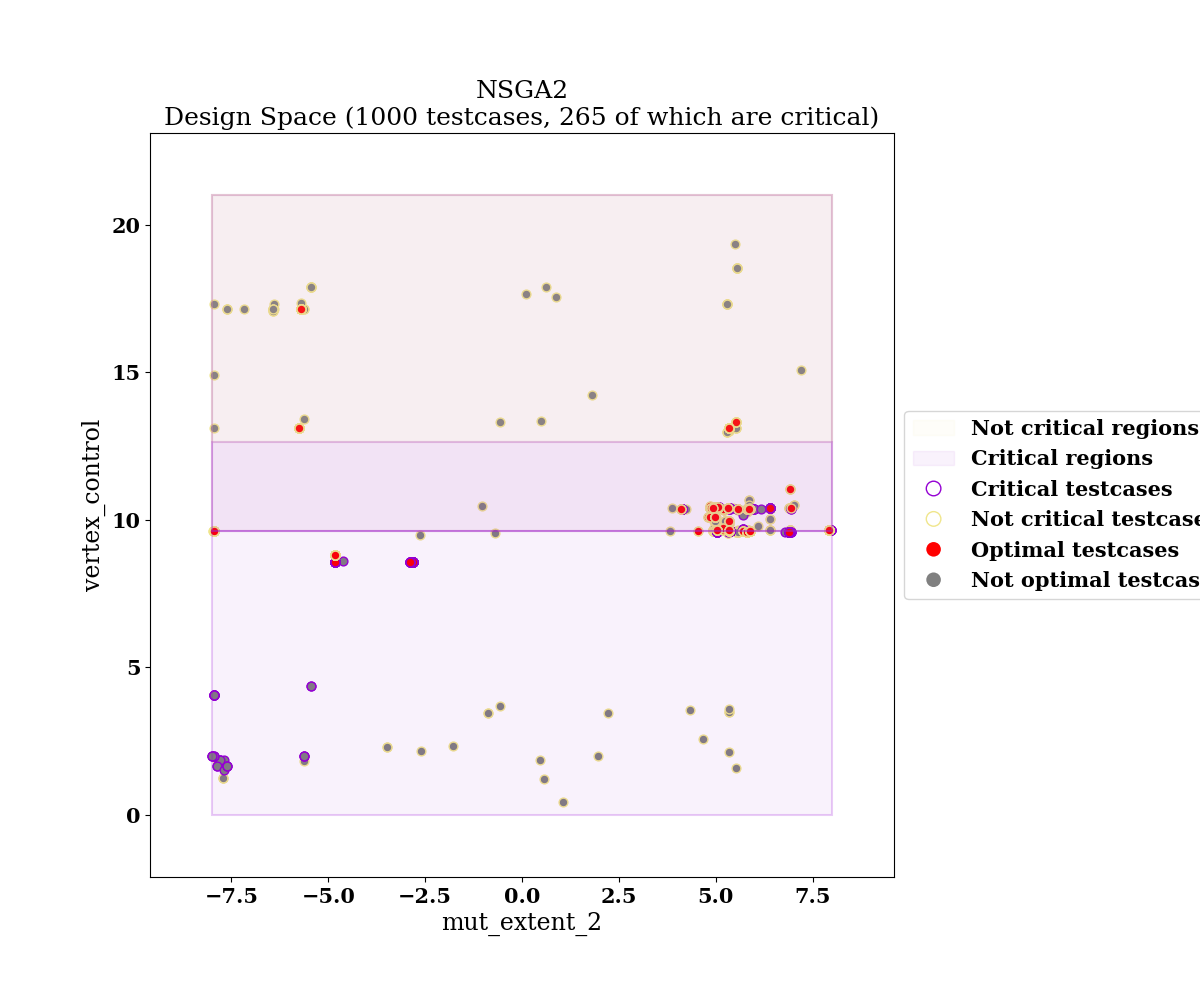 NSGA2
Design Space (1000 testcases, 265 of which are critical)
20
15
10
5
0
vertex_control
−7.5 −5.0 −2.5 0.0 2.5 5.0 7.5
mut_extent_2
Not critical regions
Critical regions
Critical testcases
Not critical testcase
Optimal testcases
Not optimal testcas